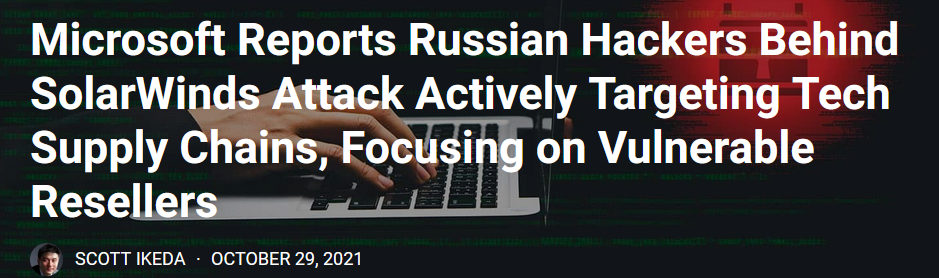 Microsoft Reports Russian Hackers Behind
SolarWinds Attack Actively Targeting Tech
Supply Chains, Focusing on Vulnerable
Resellers
SCOTT IKEDA · OCTOBER 29, 2021